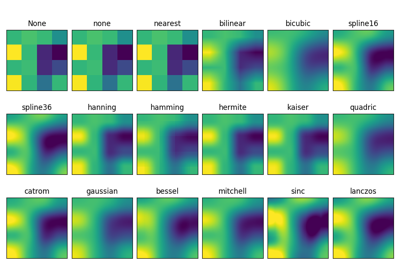 None none nearest bilinear bicubic spline16
spline36 hanning hamming hermite kaiser quadric
catrom gaussian bessel mitchell sinc lanczos